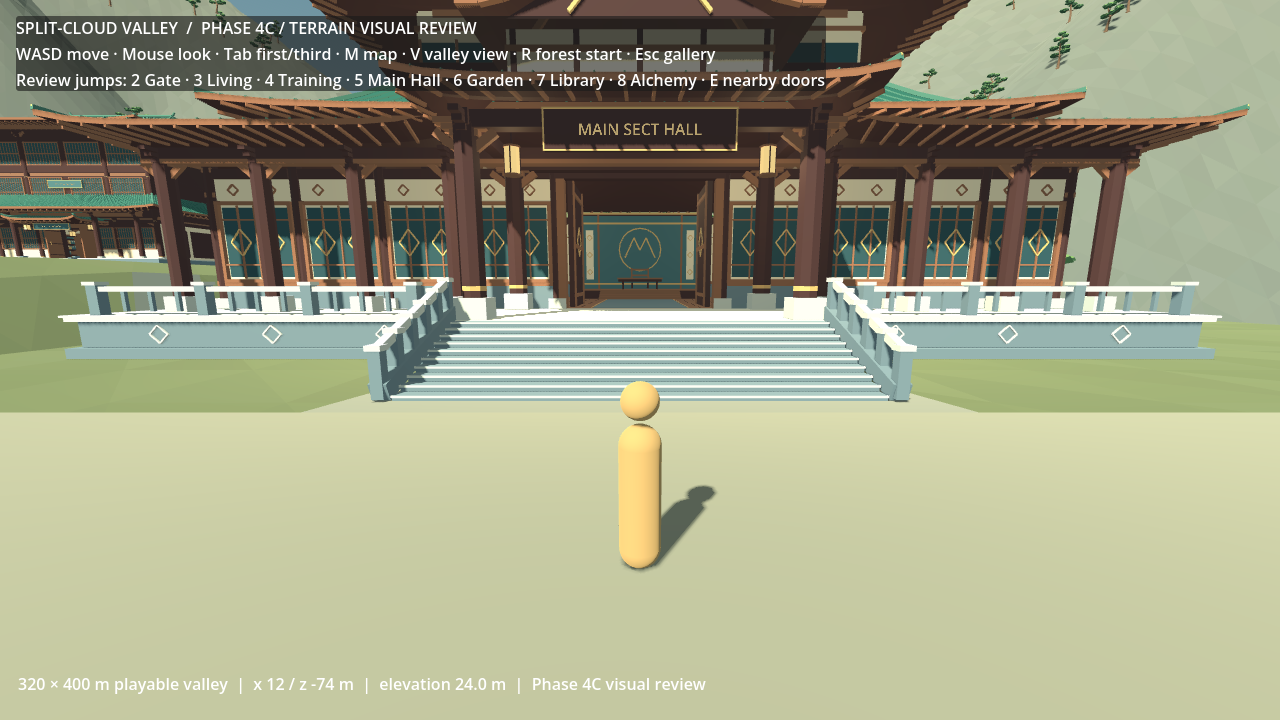 SPLIT-CLOUD VALLEY / PHASE 4C / TERRAIN VISUAL REVIEW
WASD move · Mouse look · Tab first/third · M map · V valley view · R forest start · Esc gallery
Review jumps: 2 Gate · 3 Living · 4 Training · 5 Main Hall · 6 Garden · 7 Library · 8 Alchemy · E nearby doors
MAIN SECT HALL
320 × 400 m playable valley | x 12 / z -74 m | elevation 24.0 m | Phase 4C visual review